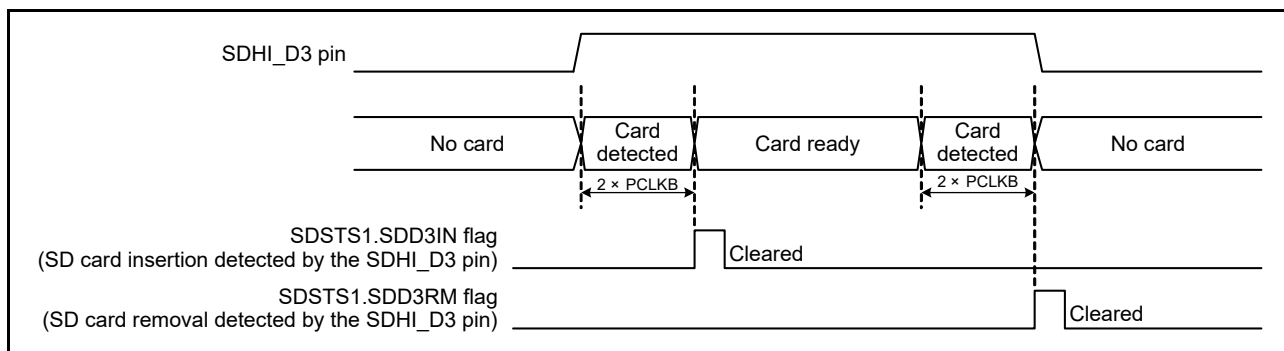 SDHI_D3 pin
No card
Card
detected
Card ready
Card
detected
No card
2 × PCLKB
2 × PCLKB
SDSTS1.SDD3IN flag
(SD card insertion detected by the SDHI_D3 pin)
Cleared
SDSTS1.SDD3RM flag
(SD card removal detected by the SDHI_D3 pin)
Cleared